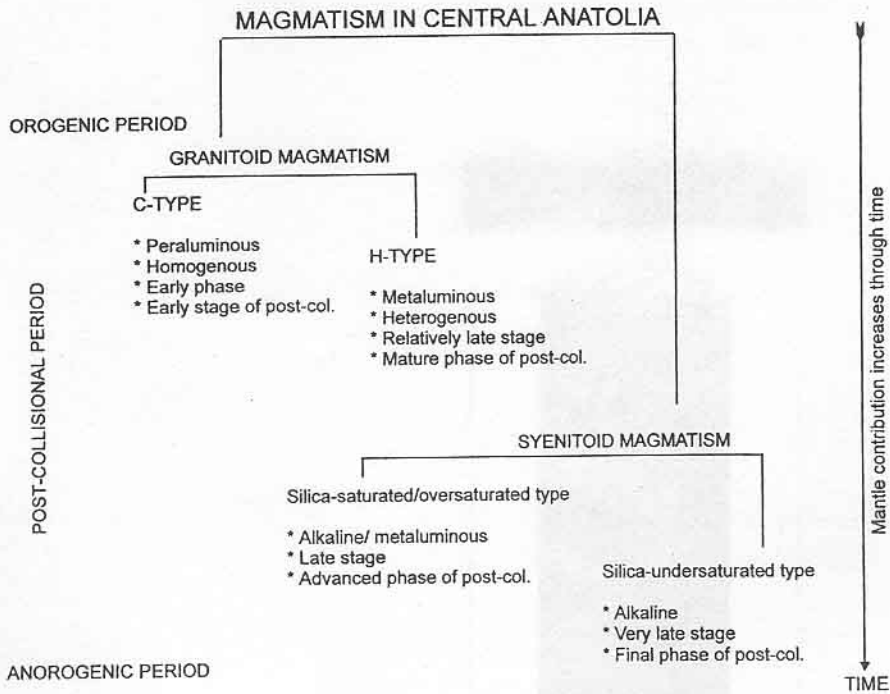 MAGMATISM IN CENTRAL ANATOLIA
OROGENIC PERIOD
GRANITOID MAGMATISM
C-TYPE
* Peraluminous
* Homogenous
* Early phase
* Early stage of post-col.
H-TYPE
* Metaluminous
* Heterogenous
* Relatively late stage
* Mature phase of post-col.
POST-COLLISIONAL PERIOD
SYENITOID MAGMATISM
Silica-saturated/oversaturated type
* Alkaline/ metaluminous
* Late stage
* Advanced phase of post-col.
Silica-undersaturated type
* Alkaline
* Very late stage
* Final phase of post-col.
ANOROGENIC PERIOD
Mantle contribution increases through time
TIME